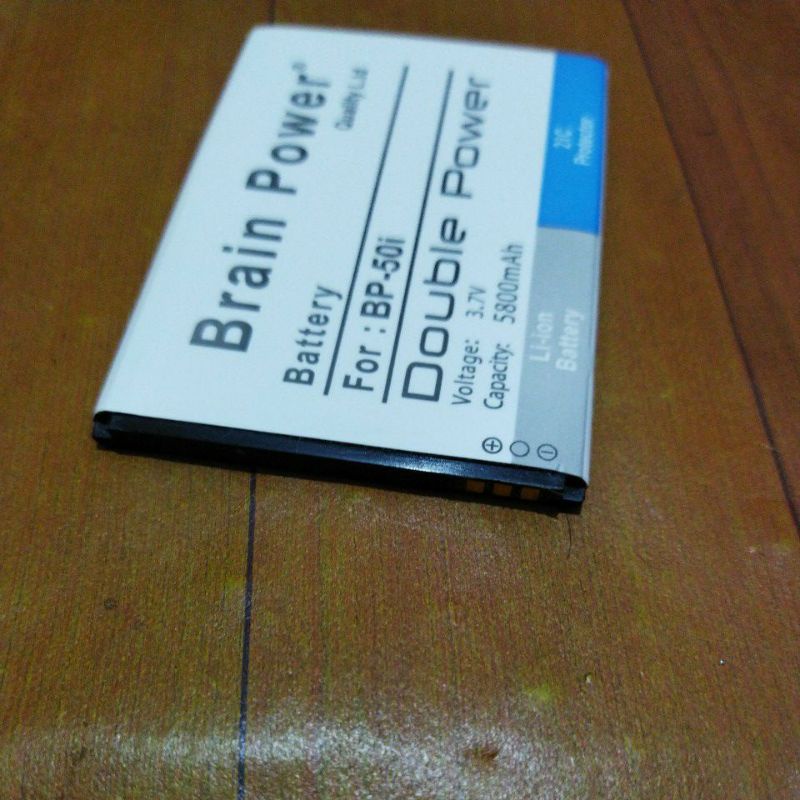 Brain Power®
Quality Ltd
Battery
For : BP-50i
Double Power
Voltage: 3.7V
Capacity: 5800mAh
Li-ion
Battery
2IC
Protection